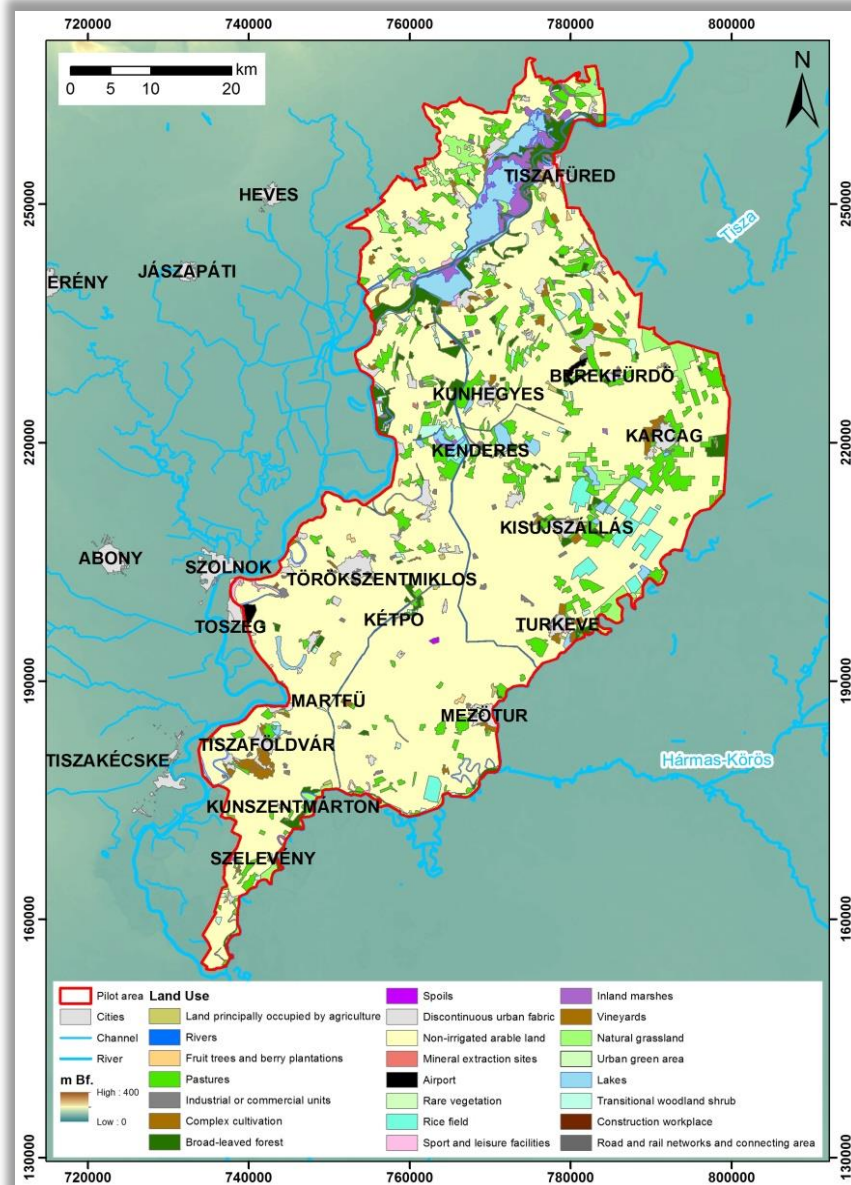 720000 740000 760000 780000 800000
0 5 10 20 km
N
250000 250000
220000 220000
190000 190000
160000 160000
130000 130000
TISZAFÜRED
HEVES
Tisza
JÁSZAPÁTI
ERÉNY
BEREKFÜRDŐ
KUNHEGYES
KARCAG
KENDERES
KISÚJSZÁLLÁS
ABONY
SZOLNOK
TÖRÖKSZENTMIKLOS
KÉTPO
TOSZEG
TURKEVE
MARTFÜ
MEZÖTUR
TISZAFÖLDVÁR
TISZAKÉCSKE
Hármas-Körös
KUNSZENTMÁRTON
SZELEVÉNY
Pilot area
Cities
Channel
River
m Bf.
High : 400
Low : 0
Land Use
Land principally occupied by agriculture
Rivers
Fruit trees and berry plantations
Pastures
Industrial or commercial units
Complex cultivation
Broad-leaved forest
Spoils
Discontinuous urban fabric
Non-irrigated arable land
Mineral extraction sites
Airport
Rare vegetation
Rice field
Sport and leisure facilities
Inland marshes
Vineyards
Natural grassland
Urban green area
Lakes
Transitional woodland shrub
Construction workplace
Road and rail networks and connecting area
720000 740000 760000 780000 800000